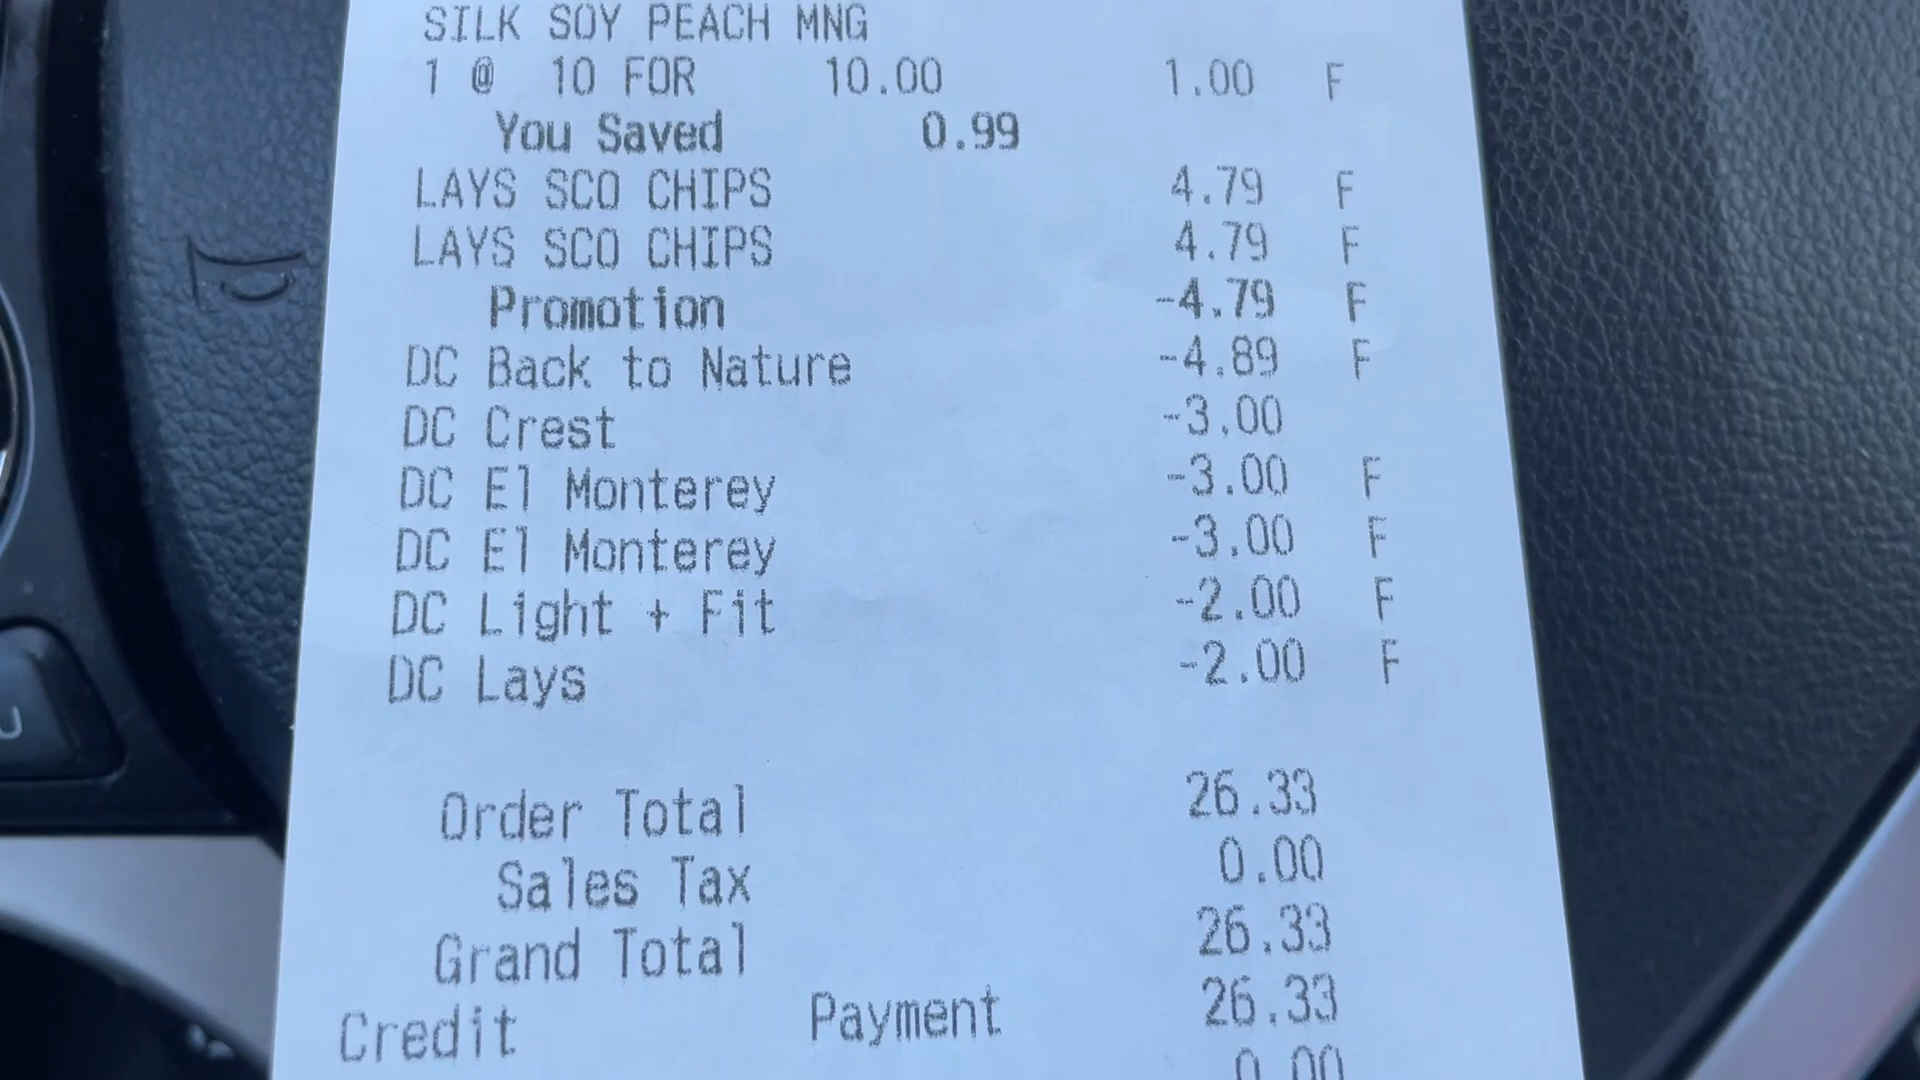 SILK SOY PEACH MNG
1 @ 10 FOR 10.00 1.00 F
You Saved 0.99
LAYS SCO CHIPS 4.79 F
LAYS SCO CHIPS 4.79 F
Promotion -4.79 F
DC Back to Nature -4.89 F
DC Crest -3.00
DC El Monterey -3.00 F
DC El Monterey -3.00 F
DC Light + Fit -2.00 F
DC Lays -2.00 F
Order Total 26.33
Sales Tax 0.00
Grand Total 26.33
Credit Payment 26.33
0.00